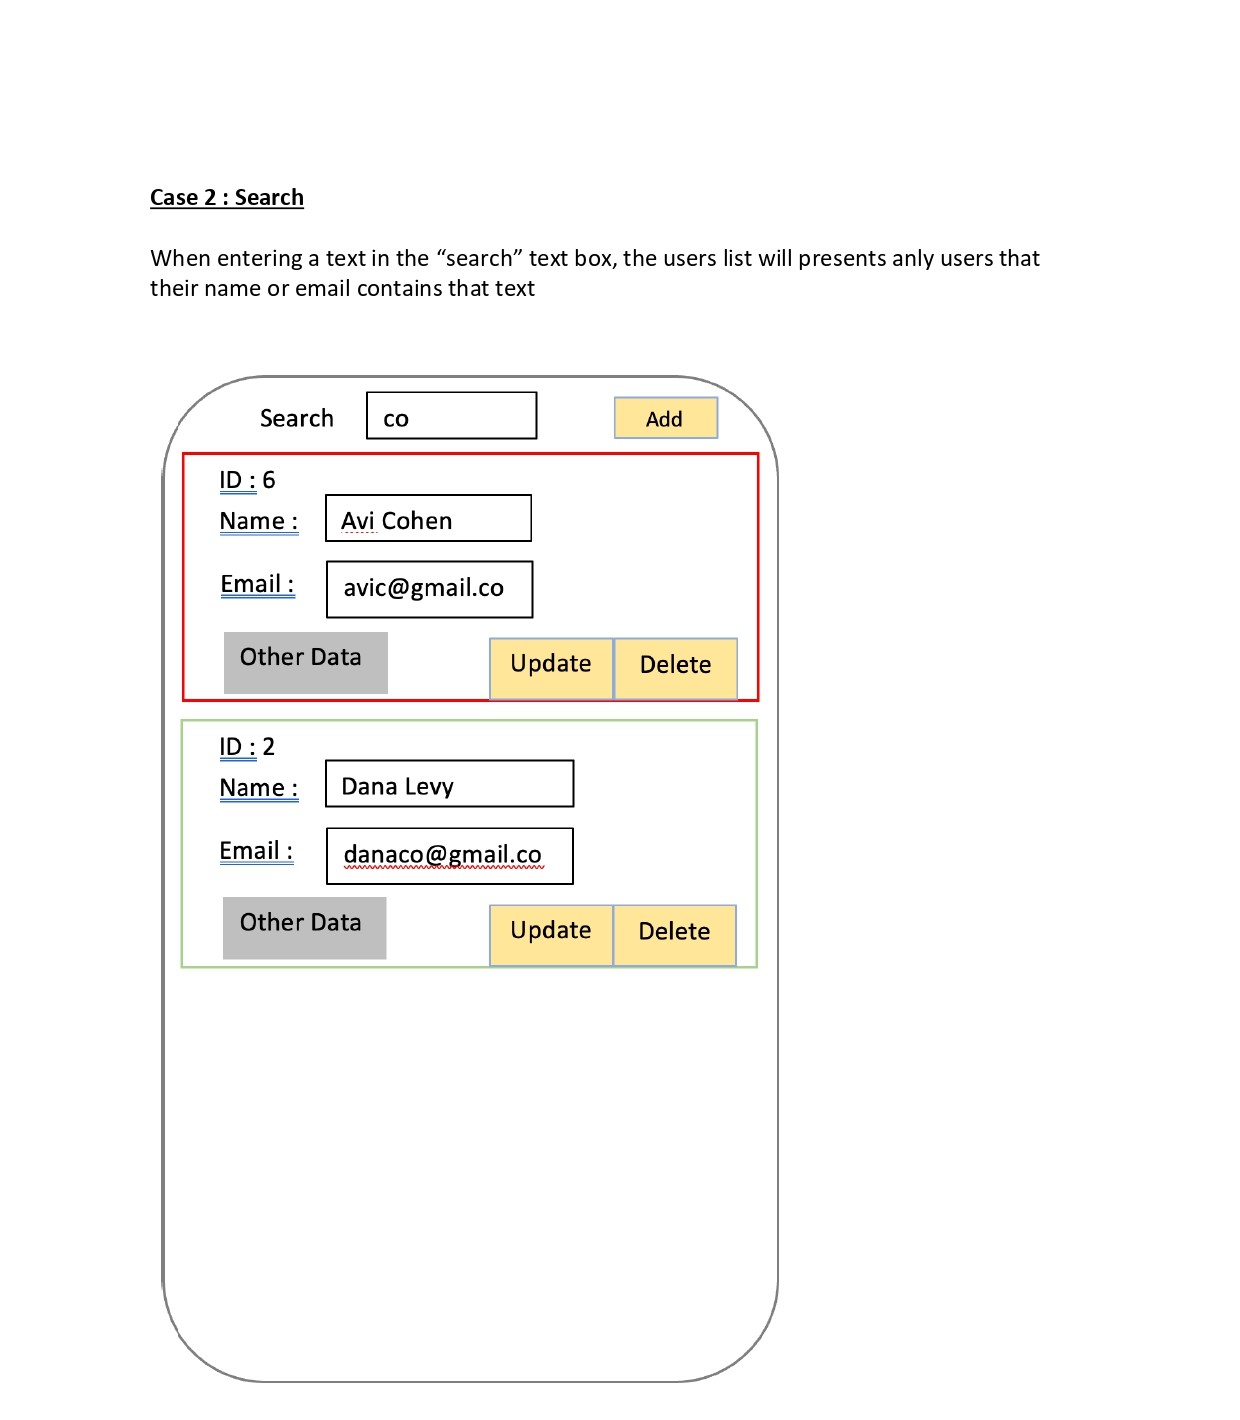 Case 2 : Search
When entering a text in the “search” text box, the users list will presents anly users that
their name or email contains that text
Search co Add
ID : 6
Name : Avi Cohen
Email : avic@gmail.co
Other Data Update Delete
ID : 2
Name : Dana Levy
Email : danaco@gmail.co
Other Data Update Delete